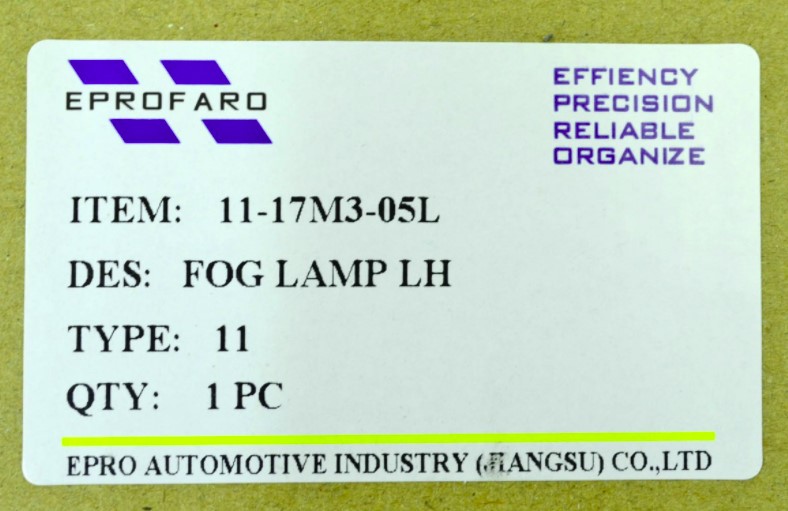 EPROFARO
EFFIENCY
PRECISION
RELIABLE
ORGANIZE
ITEM: 11-17M3-05L
DES: FOG LAMP LH
TYPE: 11
QTY: 1 PC
EPRO AUTOMOTIVE INDUSTRY (JIANGSU) CO.,LTD